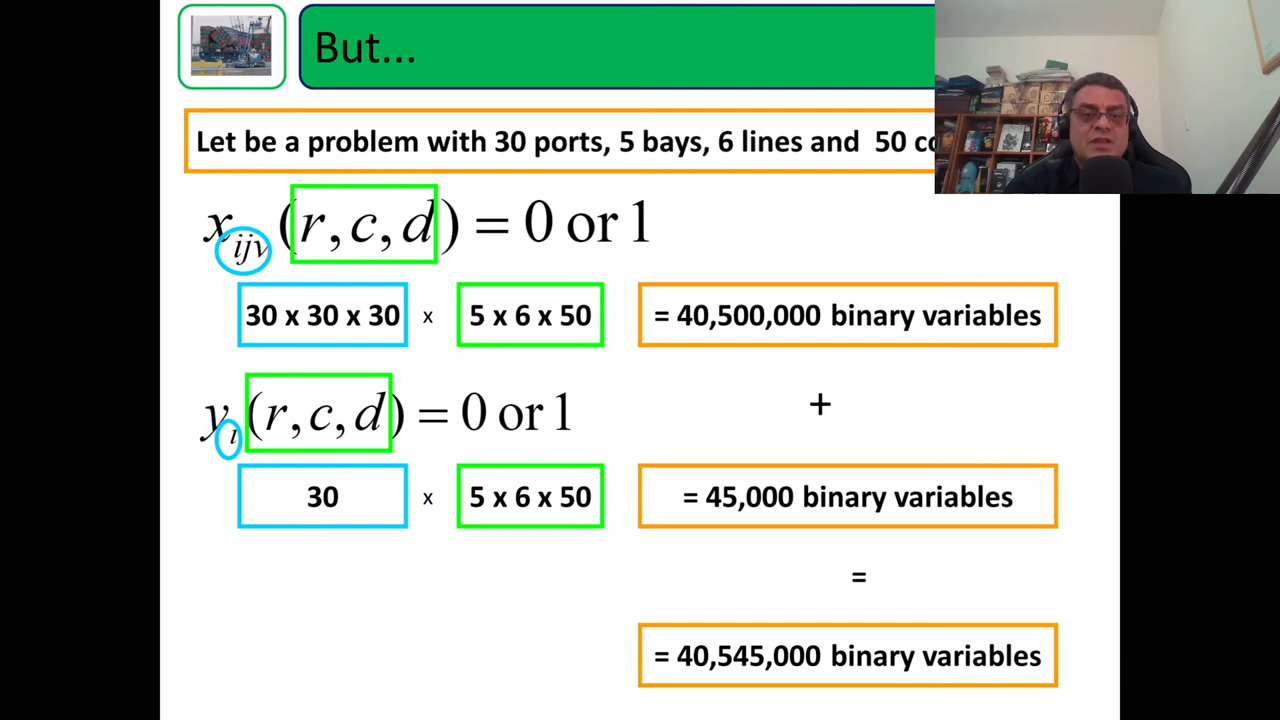 But...
Let be a problem with 30 ports, 5 bays, 6 lines and 50
x_{ijv} (r, c, d) = 0 or 1
30 x 30 x 30 x 5 x 6 x 50 = 40,500,000 binary variables
+
y_i (r, c, d) = 0 or 1
30 x 5 x 6 x 50 = 45,000 binary variables
=
= 40,545,000 binary variables